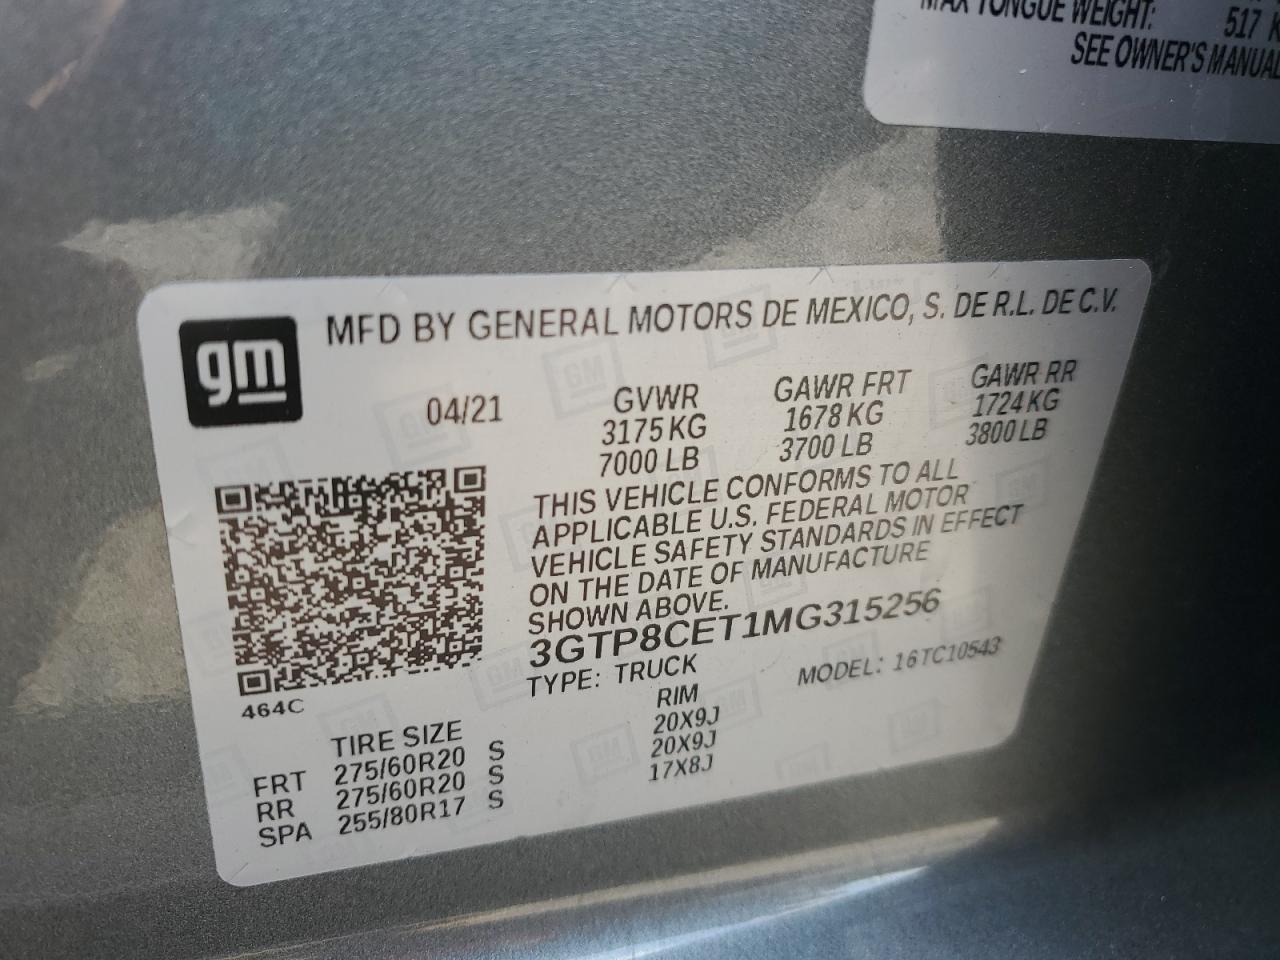 MAX TONGUE WEIGHT: 517
SEE OWNER'S MANUAL
gm
MFD BY GENERAL MOTORS DE MEXICO, S. DE R.L. DE C.V.
04/21 GVWR GAWR FRT GAWR RR
3175 KG 1678 KG 1724 KG
7000 LB 3700 LB 3800 LB
THIS VEHICLE CONFORMS TO ALL
APPLICABLE U.S. FEDERAL MOTOR
VEHICLE SAFETY STANDARDS IN EFFECT
ON THE DATE OF MANUFACTURE
SHOWN ABOVE.
3GTP8CET1MG315256
TYPE: TRUCK MODEL: 16TC10543
464C
TIRE SIZE RIM
FRT 275/60R20 S 20X9J
RR 275/60R20 S 20X9J
SPA 255/80R17 S 17X8J